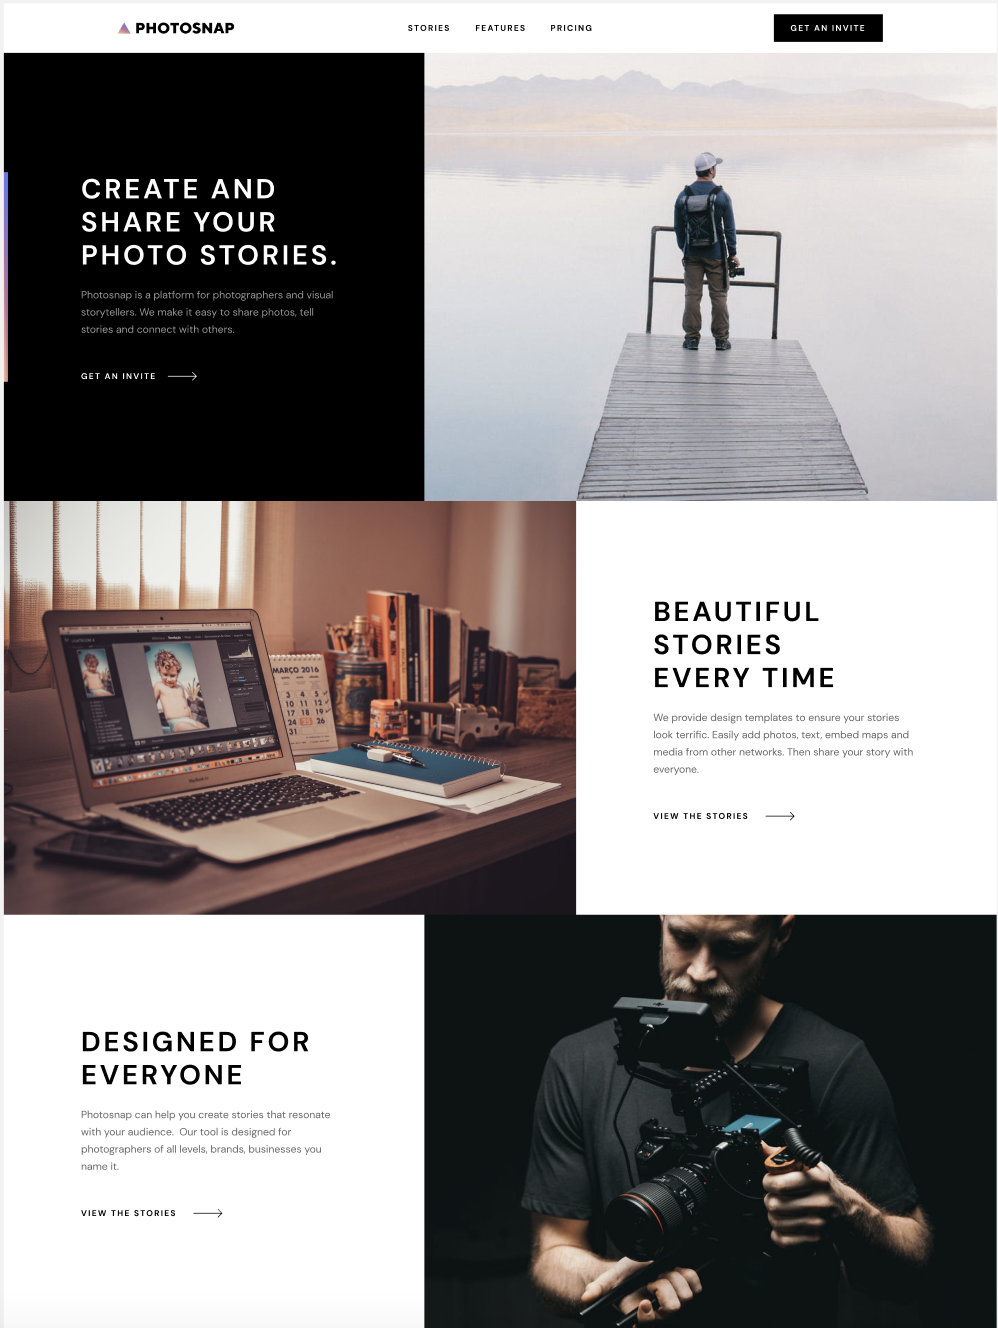 PHOTOSNAP
STORIES FEATURES PRICING
GET AN INVITE
CREATE AND
SHARE YOUR
PHOTO STORIES.
Photosnap is a platform for photographers and visual
storytellers. We make it easy to share photos, tell
stories and connect with others.
GET AN INVITE
MARÇO 2016
BEAUTIFUL
STORIES
EVERY TIME
We provide design templates to ensure your stories
look terrific. Easily add photos, text, embed maps and
media from other networks. Then share your story with
everyone.
VIEW THE STORIES
DESIGNED FOR
EVERYONE
Photosnap can help you create stories that resonate
with your audience.  Our tool is designed for
photographers of all levels, brands, businesses you
name it.
VIEW THE STORIES